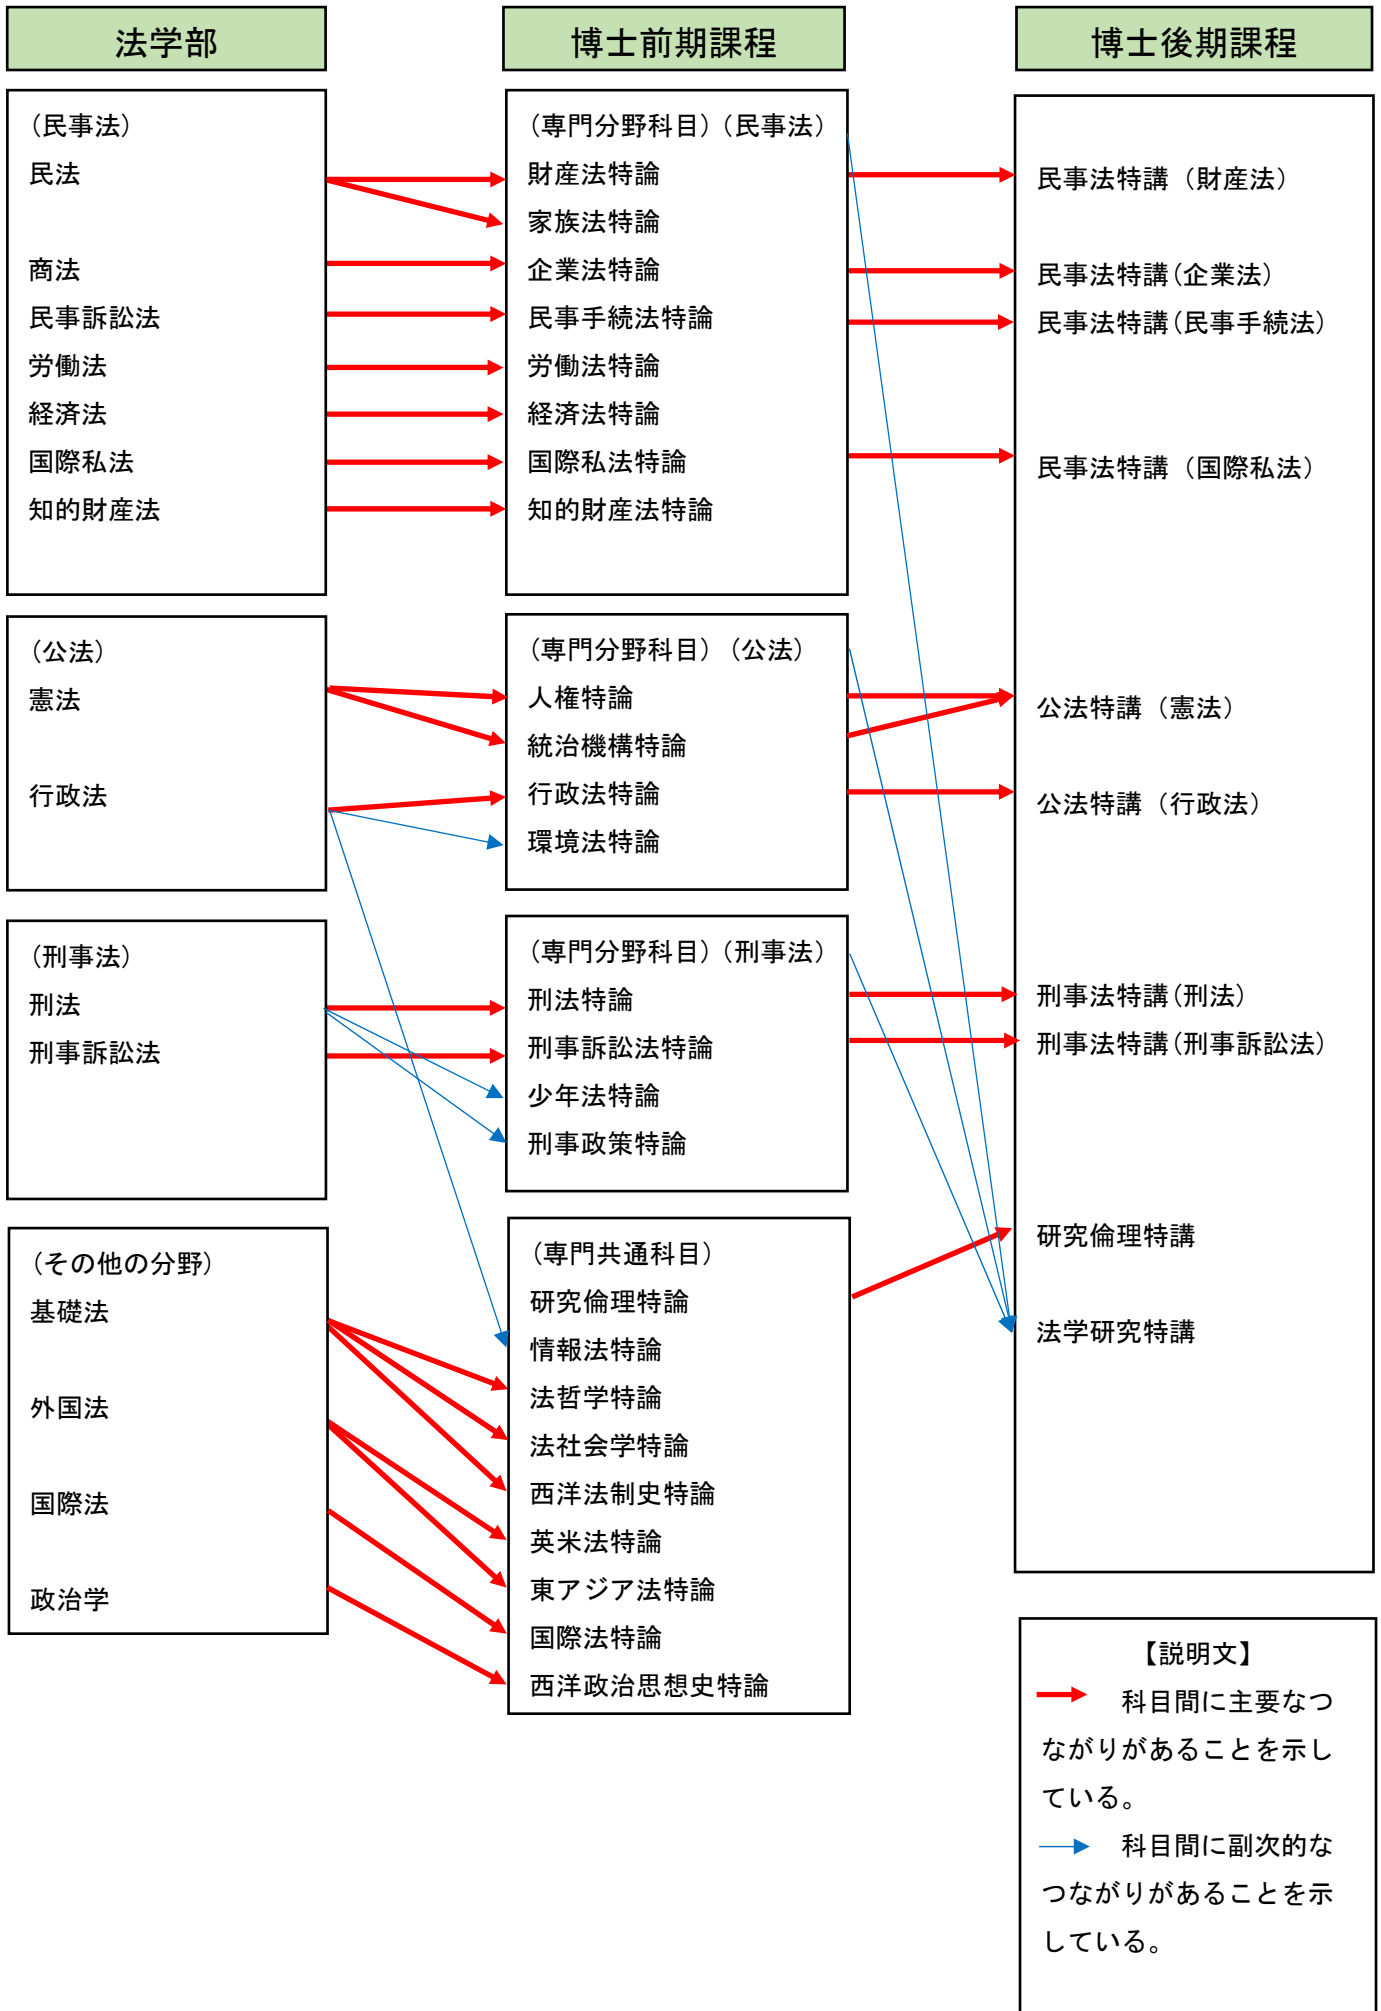 法学部
博士前期課程
博士後期課程
（民事法）
民法
商法
民事訴訟法
労働法
経済法
国際私法
知的財産法
（専門分野科目）（民事法）
財産法特論
家族法特論
企業法特論
民事手続法特論
労働法特論
経済法特論
国際私法特論
知的財産法特論
（公法）
憲法
行政法
（専門分野科目）（公法）
人権特論
統治機構特論
行政法特論
環境法特論
（刑事法）
刑法
刑事訴訟法
（専門分野科目）（刑事法）
刑法特論
刑事訴訟法特論
少年法特論
刑事政策特論
（その他の分野）
基礎法
外国法
国際法
政治学
（専門共通科目）
研究倫理特論
情報法特論
法哲学特論
法社会学特論
西洋法制史特論
英米法特論
東アジア法特論
国際法特論
西洋政治思想史特論
民事法特講（財産法）
民事法特講（企業法）
民事法特講（民事手続法）
民事法特講（国際私法）
公法特講（憲法）
公法特講（行政法）
刑事法特講（刑法）
刑事法特講（刑事訴訟法）
研究倫理特講
法学研究特講
【説明文】
科目間に主要なつ
ながりがあることを示し
ている。
科目間に副次的な
つながりがあることを示
している。